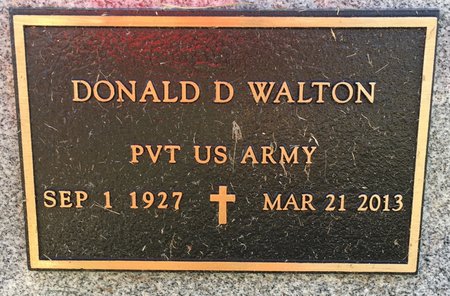 DONALD D WALTON
PVT US ARMY
SEP 1 1927 MAR 21 2013